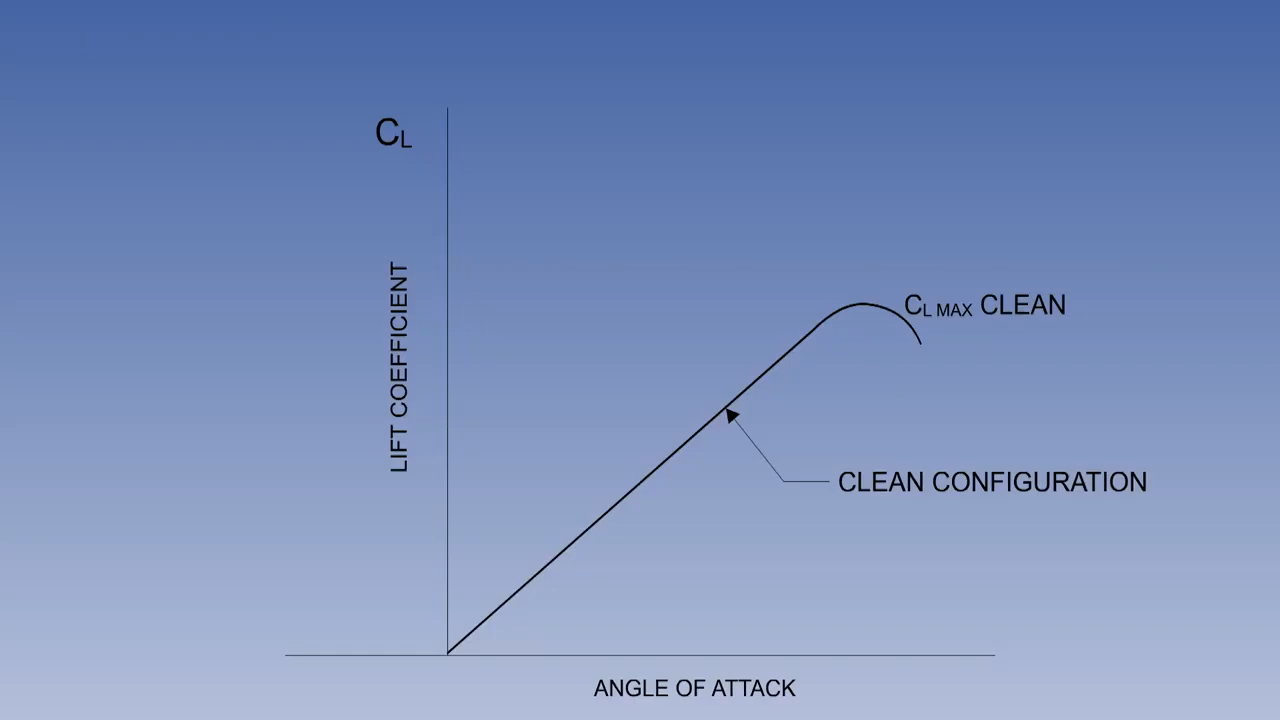 CL
LIFT COEFFICIENT
CL MAX CLEAN
CLEAN CONFIGURATION
ANGLE OF ATTACK